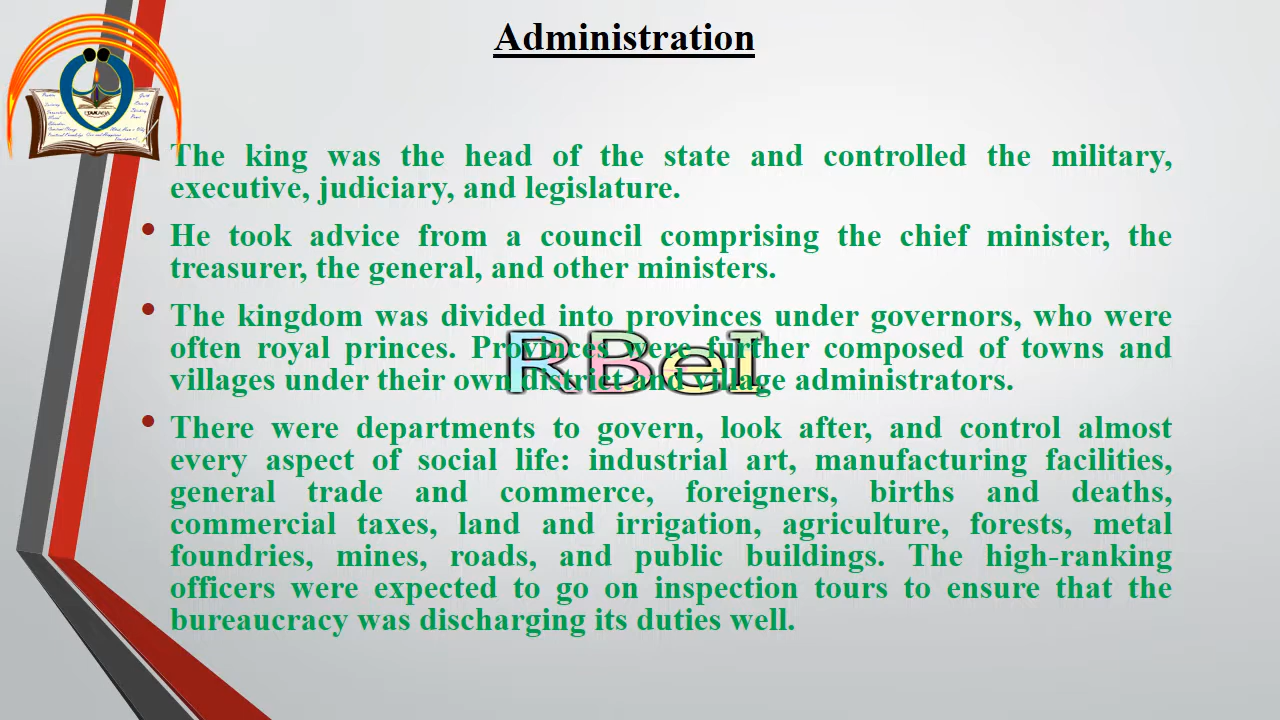 Administration
The king was the head of the state and controlled the military,
executive, judiciary, and legislature.
• He took advice from a council comprising the chief minister, the
treasurer, the general, and other ministers.
• The kingdom was divided into provinces under governors, who were
often royal princes. Provinces were further composed of towns and
villages under their own district and village administrators.
RBeI
• There were departments to govern, look after, and control almost
every aspect of social life: industrial art, manufacturing facilities,
general trade and commerce, foreigners, births and deaths,
commercial taxes, land and irrigation, agriculture, forests, metal
foundries, mines, roads, and public buildings. The high-ranking
officers were expected to go on inspection tours to ensure that the
bureaucracy was discharging its duties well.